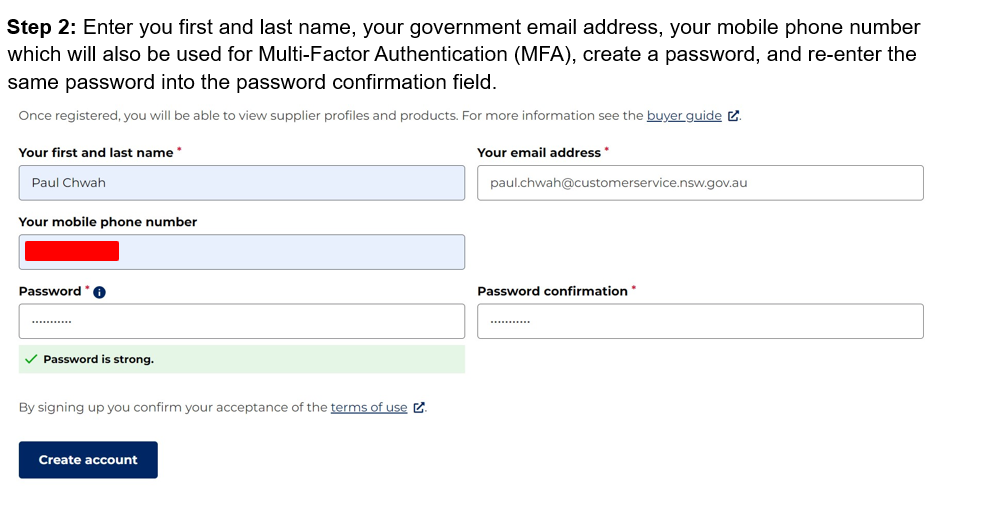 Step 2: Enter you first and last name, your government email address, your mobile phone number
which will also be used for Multi-Factor Authentication (MFA), create a password, and re-enter the
same password into the password confirmation field.
Once registered, you will be able to view supplier profiles and products. For more information see the buyer guide.
Your first and last name *
Your email address *
Paul Chwah
paul.chwah@customerservice.nsw.gov.au
Your mobile phone number
Password *
Password confirmation *
...........
...........
Password is strong.
By signing up you confirm your acceptance of the terms of use.
Create account